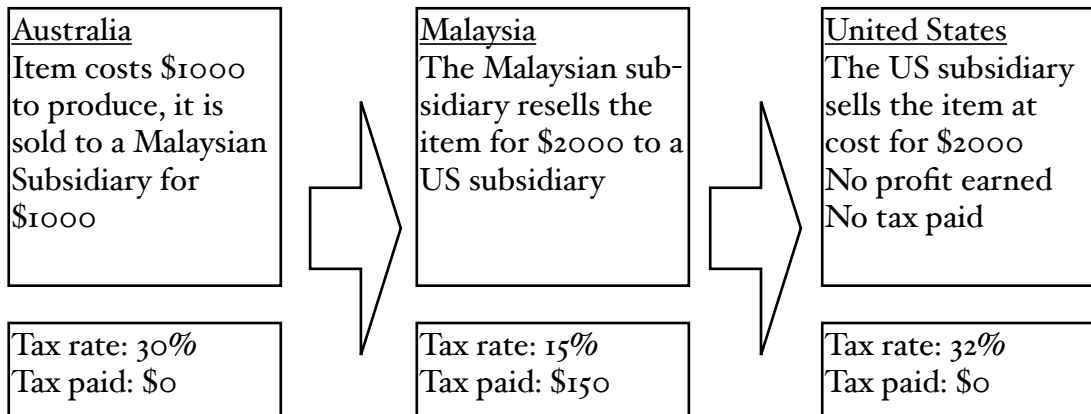 Australia
Item costs $1000
to produce, it is
sold to a Malaysian
Subsidiary for
$1000
Tax rate: 30%
Tax paid: $0
Malaysia
The Malaysian sub-
sidiary resells the
item for $2000 to a
US subsidiary
Tax rate: 15%
Tax paid: $150
United States
The US subsidiary
sells the item at
cost for $2000
No profit earned
No tax paid
Tax rate: 32%
Tax paid: $0